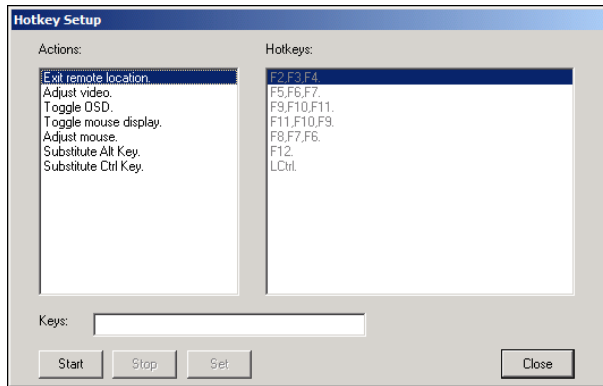 Hotkey Setup
Actions: Hotkeys:
Exit remote location. F2,F3,F4.
Adjust video. F5,F6,F7.
Toggle OSD. F9,F10,F11.
Toggle mouse display. F11,F10,F9.
Adjust mouse. F8,F7,F6.
Substitute Alt Key. F12.
Substitute Ctrl Key. LCtrl.
Keys:
Start Stop Set Close